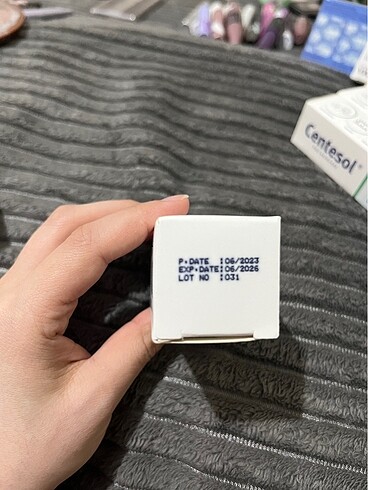 Centesol
P.DATE :06/2023
EXP.DATE:06/2026
LOT NO :031